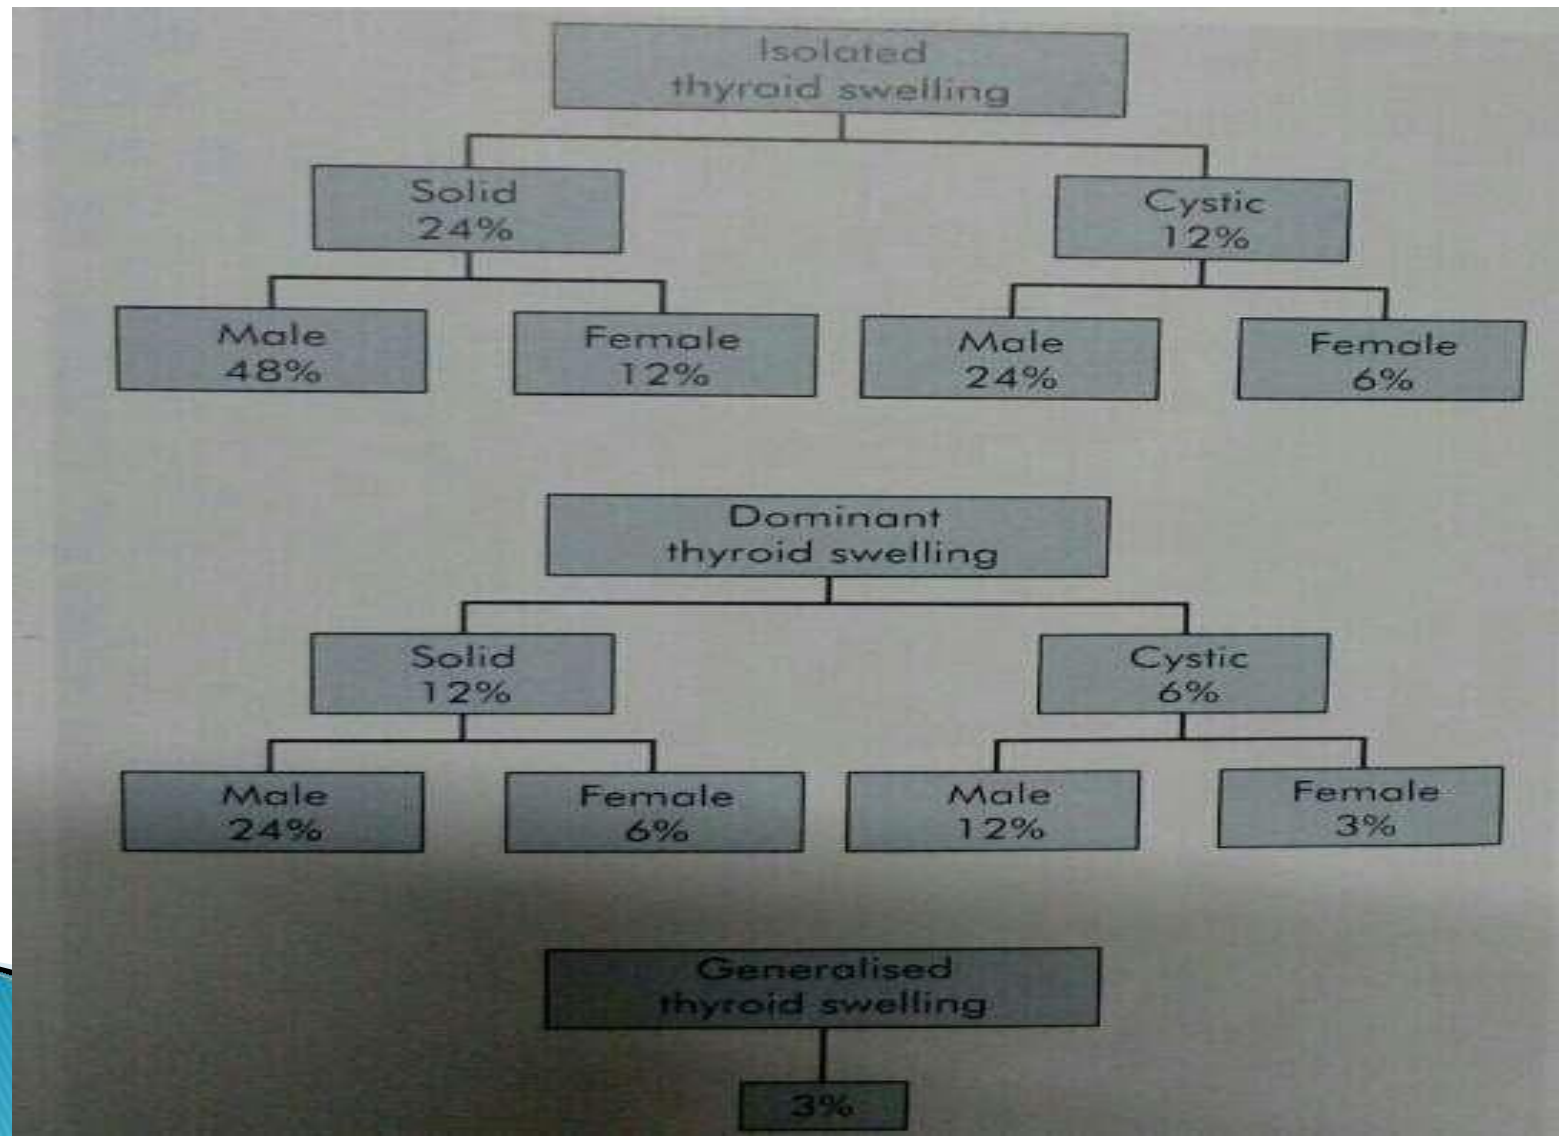 Isolated
thyroid swelling
Solid
24%
Cystic
12%
Male
48%
Female
12%
Male
24%
Female
6%
Dominant
thyroid swelling
Solid
12%
Cystic
6%
Male
24%
Female
6%
Male
12%
Female
3%
Generalised
thyroid swelling
3%